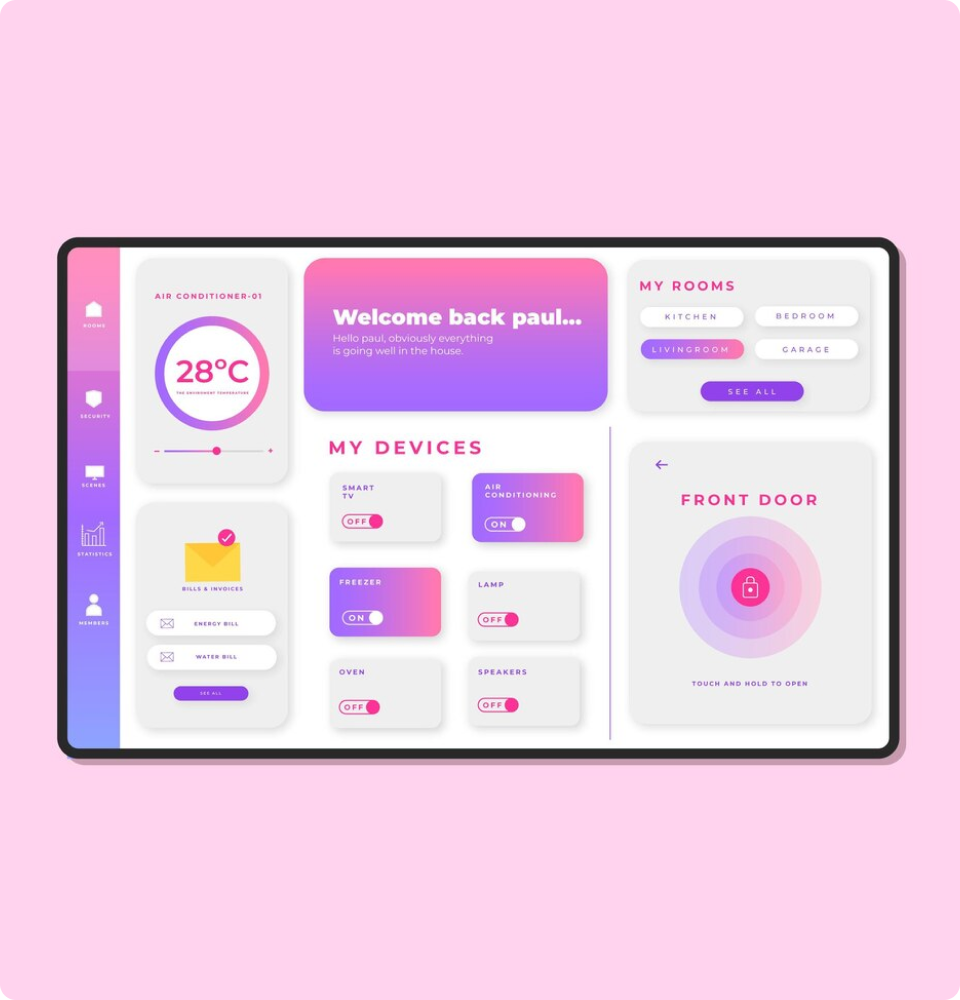 ROOMS
SECURITY
SCENES
STATISTICS
MEMBERS
AIR CONDITIONER-01
28°C
THE ENVIRONMENT TEMPERATURE
- +
BILLS & INVOICES
ENERGY BILL
WATER BILL
SEE ALL
Welcome back paul...
Hello paul, obviously everything
is going well in the house.
MY DEVICES
SMART
TV
OFF
AIR
CONDITIONING
ON
FREEZER
ON
LAMP
OFF
OVEN
OFF
SPEAKERS
OFF
MY ROOMS
KITCHEN
BEDROOM
LIVINGROOM
GARAGE
SEE ALL
FRONT DOOR
TOUCH AND HOLD TO OPEN